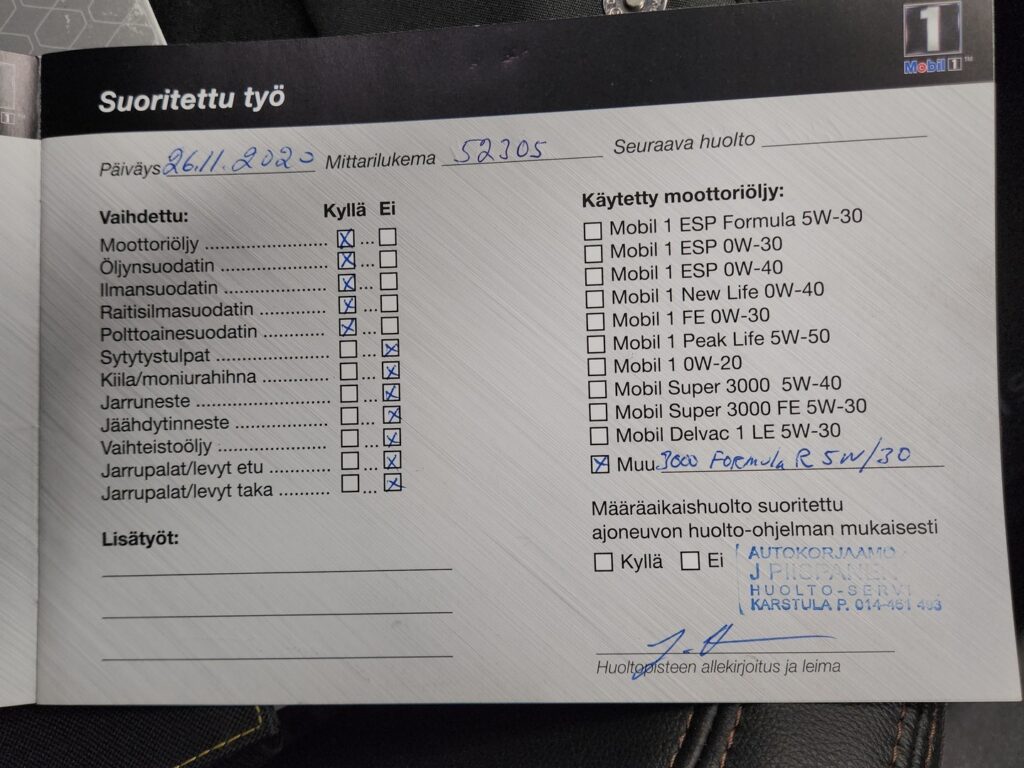 1
Mobil 1™
Suoritettu työ
Päiväys 26.11.2020 Mittarilukema 52305 Seuraava huolto
Vaihdettu: Kyllä Ei
Moottoriöljy
Öljynsuodatin
Ilmansuodatin
Raitisilmasuodatin
Polttoainesuodatin
Sytytystulpat
Kiila/moniurahihna
Jarruneste
Jäähdytinneste
Vaihteistoöljy
Jarrupalat/levyt etu
Jarrupalat/levyt taka
Lisätyöt:
Käytetty moottoriöljy:
Mobil 1 ESP Formula 5W-30
Mobil 1 ESP 0W-30
Mobil 1 ESP 0W-40
Mobil 1 New Life 0W-40
Mobil 1 FE 0W-30
Mobil 1 Peak Life 5W-50
Mobil 1 0W-20
Mobil Super 3000 5W-40
Mobil Super 3000 FE 5W-30
Mobil Delvac 1 LE 5W-30
Muu 3000 FORMULA R 5W/30
Määräaikaishuolto suoritettu
ajoneuvon huolto-ohjelman mukaisesti
Kyllä Ei
AUTOKORJAAMO
J PIISPANEN
HUOLTO-SERVI
KARSTULA P. 014-461 493
Huoltopisteen allekirjoitus ja leima